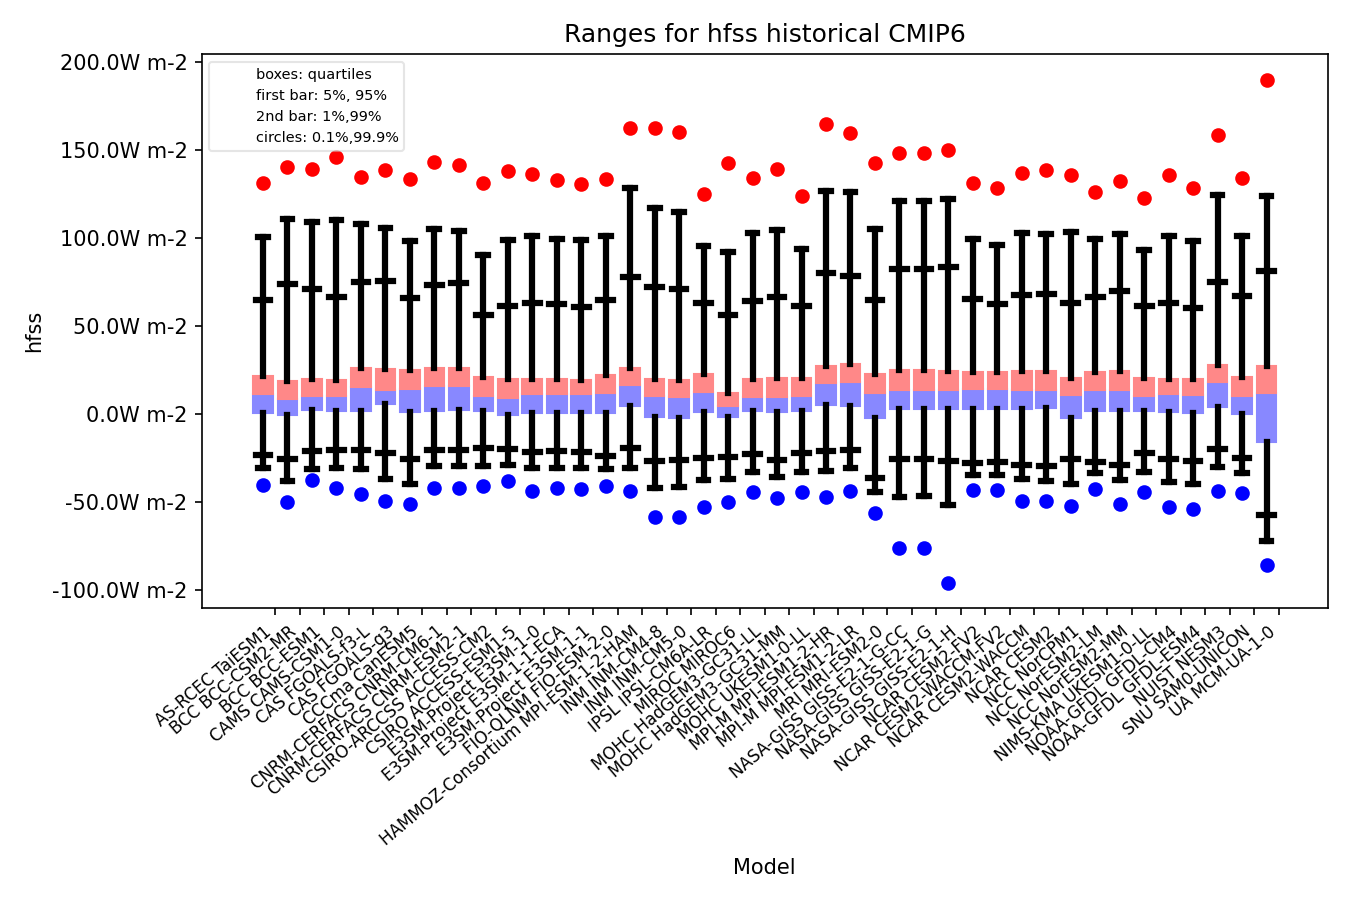 Ranges for hfss historical CMIP6
200.0W m-2
150.0W m-2
100.0W m-2
50.0W m-2
0.0W m-2
-50.0W m-2
-100.0W m-2
hfss
boxes: quartiles
first bar: 5%, 95%
2nd bar: 1%,99%
circles: 0.1%,99.9%
AS-RCEC TaiESM1
BCC BCC-CSM2-MR
BCC BCC-ESM1
CAMS CAMS-CSM1-0
CAS FGOALS-f3-L
CAS FGOALS-g3
CCCma CanESM5
CNRM-CERFACS CNRM-CM6-1
CNRM-CERFACS CNRM-ESM2-1
CSIRO-ARCCSS ACCESS-CM2
CSIRO ACCESS-ESM1-5
E3SM-Project E3SM-1-0
E3SM-Project E3SM-1-1-ECA
E3SM-Project E3SM-1-1
FIO-QLNM FIO-ESM-2-0
HAMMOZ-Consortium MPI-ESM-1-2-HAM
INM INM-CM4-8
INM INM-CM5-0
IPSL IPSL-CM6A-LR
MIROC MIROC6
MOHC HadGEM3-GC31-LL
MOHC HadGEM3-GC31-MM
MOHC UKESM1-0-LL
MPI-M MPI-ESM1-2-HR
MPI-M MPI-ESM1-2-LR
MRI MRI-ESM2-0
NASA-GISS GISS-E2-1-G-CC
NASA-GISS GISS-E2-1-G
NASA-GISS GISS-E2-1-H
NCAR CESM2-FV2
NCAR CESM2-WACCM-FV2
NCAR CESM2-WACCM
NCAR CESM2
NCC NorCPM1
NCC NorESM2-LM
NCC NorESM2-MM
NIMS-KMA UKESM1-0-LL
NOAA-GFDL GFDL-CM4
NOAA-GFDL GFDL-ESM4
NUIST NESM3
SNU SAM0-UNICON
UA MCM-UA-1-0
Model